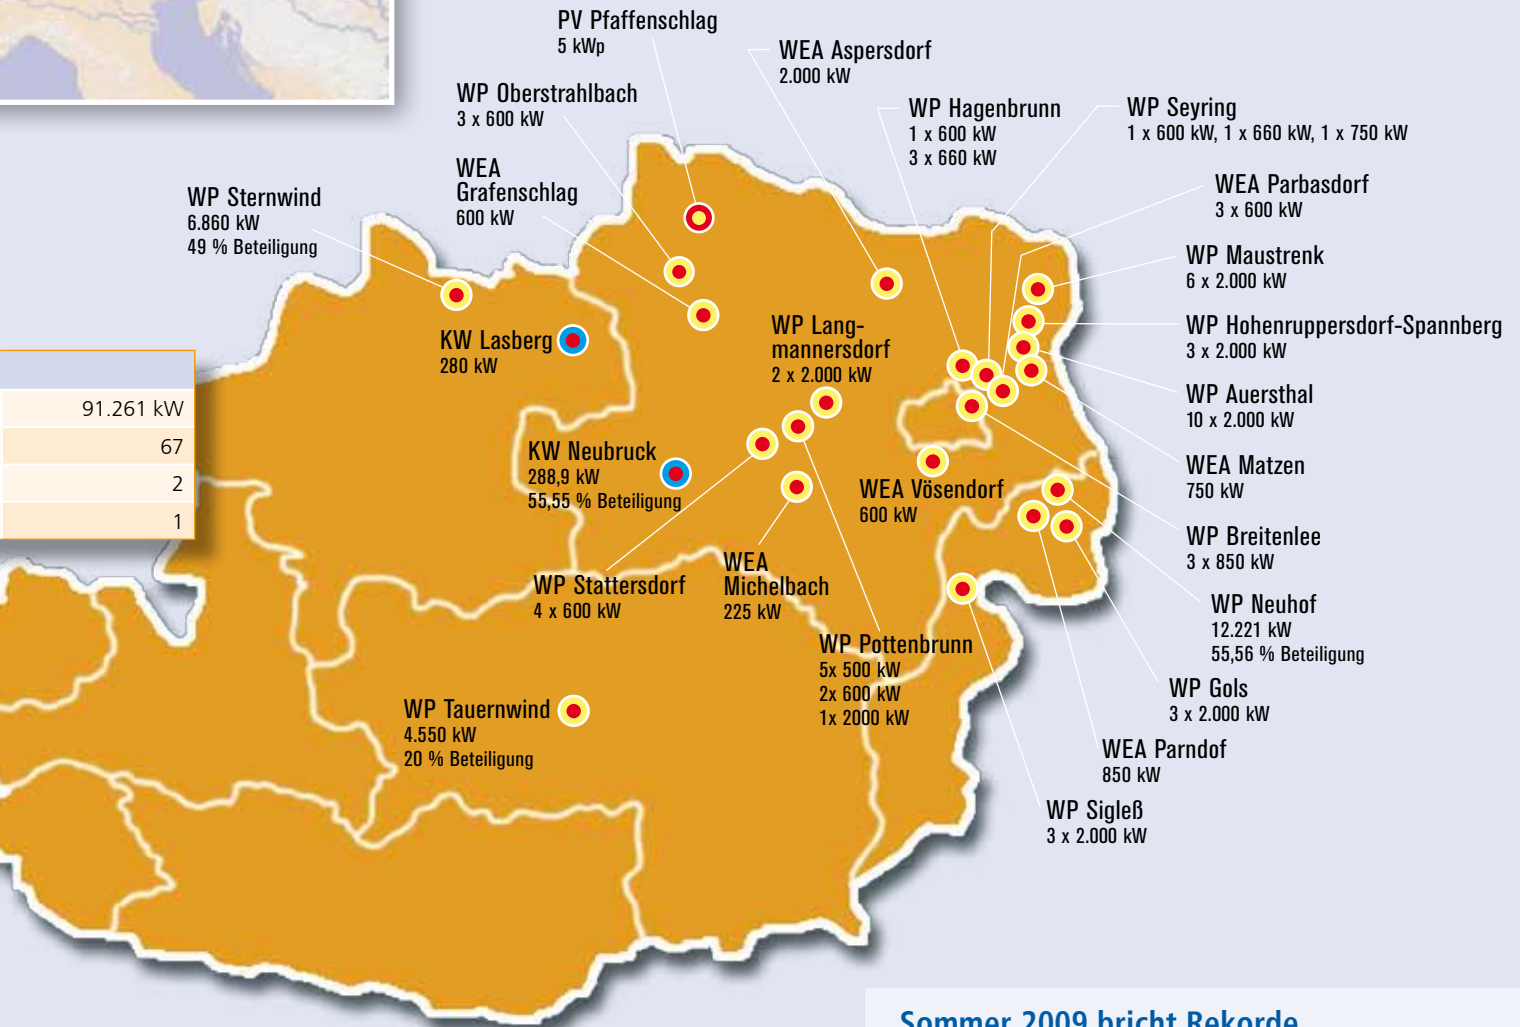 PV Pfaffenschlag
5 kWp
WEA Aspersdorf
2.000 kW
WP Oberstrahlbach
3 x 600 kW
WP Hagenbrunn
1 x 600 kW
3 x 660 kW
WP Seyring
1 x 600 kW, 1 x 660 kW, 1 x 750 kW
WEA
Grafenschlag
600 kW
WEA Parbasdorf
3 x 600 kW
WP Sternwind
6.860 kW
49 % Beteiligung
WP Maustrenk
6 x 2.000 kW
WP Hohenruppersdorf-Spannberg
3 x 2.000 kW
KW Lasberg
280 kW
WP Lang-
mannersdorf
2 x 2.000 kW
WP Auersthal
10 x 2.000 kW
91.261 kW
67
2
1
KW Neubruck
288,9 kW
55,55 % Beteiligung
WEA Vösendorf
600 kW
WEA Matzen
750 kW
WP Breitenlee
3 x 850 kW
WP Stattersdorf
4 x 600 kW
WEA
Michelbach
225 kW
WP Neuhof
12.221 kW
55,56 % Beteiligung
WP Pottenbrunn
5x 500 kW
2x 600 kW
1x 2000 kW
WP Gols
3 x 2.000 kW
WP Tauernwind
4.550 kW
20 % Beteiligung
WEA Parndof
850 kW
WP Sigleß
3 x 2.000 kW
Sommer 2009 bricht Rekorde